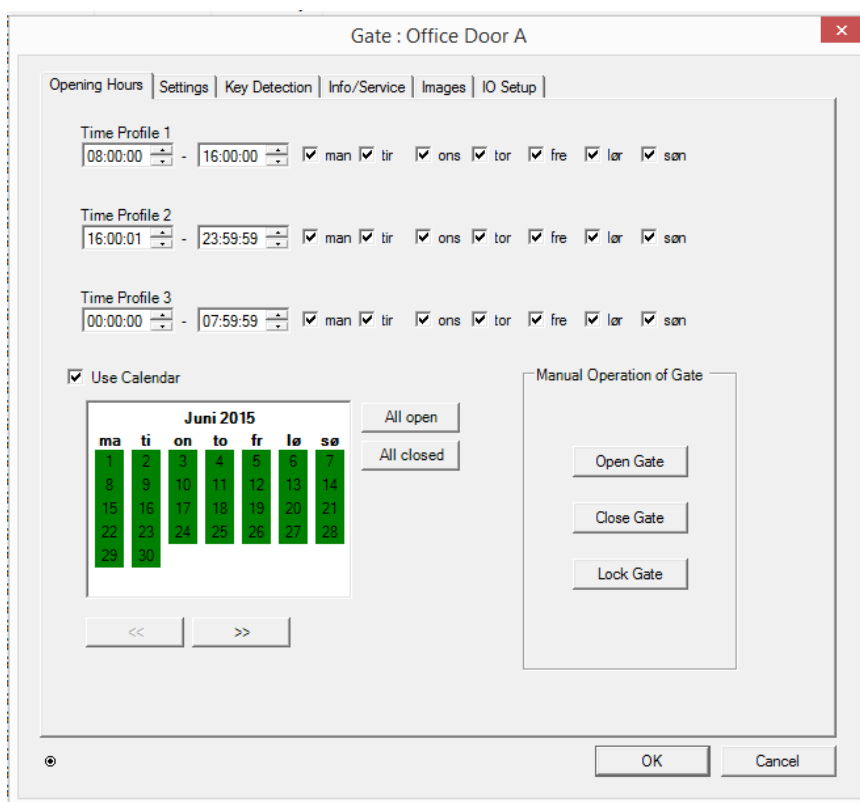 Gate : Office Door A
Opening Hours Settings Key Detection Info/Service Images IO Setup
Time Profile 1
08:00:00 - 16:00:00 man tir ons tor fre lør søn
Time Profile 2
16:00:01 - 23:59:59 man tir ons tor fre lør søn
Time Profile 3
00:00:00 - 07:59:59 man tir ons tor fre lør søn
Use Calendar
Juni 2015
ma ti on to fr lø sø
1 2 3 4 5 6 7
8 9 10 11 12 13 14
15 16 17 18 19 20 21
22 23 24 25 26 27 28
29 30
<< >>
All open
All closed
Manual Operation of Gate
Open Gate
Close Gate
Lock Gate
OK Cancel